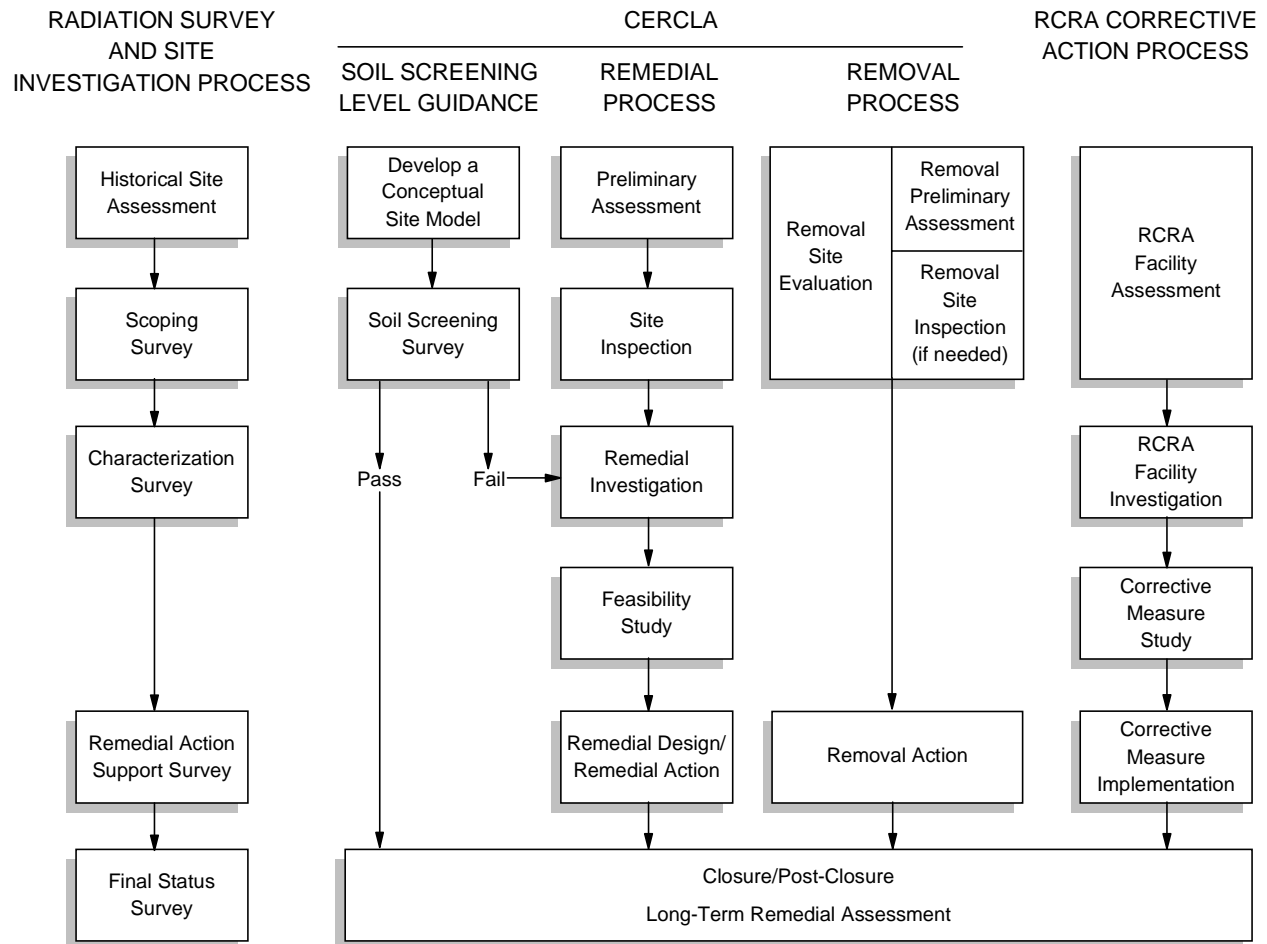 RADIATION SURVEY
AND SITE
INVESTIGATION PROCESS
CERCLA
SOIL SCREENING
LEVEL GUIDANCE
REMEDIAL
PROCESS
REMOVAL
PROCESS
RCRA CORRECTIVE
ACTION PROCESS
Historical Site
Assessment
Scoping
Survey
Characterization
Survey
Remedial Action
Support Survey
Final Status
Survey
Develop a
Conceptual
Site Model
Soil Screening
Survey
Pass
Fail
Preliminary
Assessment
Site
Inspection
Remedial
Investigation
Feasibility
Study
Remedial Design/
Remedial Action
Removal
Site
Evaluation
Removal
Preliminary
Assessment
Removal
Site
Inspection
(if needed)
Removal Action
RCRA
Facility
Assessment
RCRA
Facility
Investigation
Corrective
Measure
Study
Corrective
Measure
Implementation
Closure/Post-Closure
Long-Term Remedial Assessment